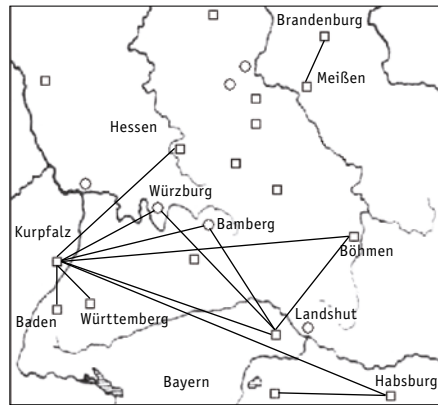 Brandenburg
Meißen
Hessen
Würzburg
Bamberg
Kurpfalz
Böhmen
Baden
Württemberg
Landshut
Bayern
Habsburg